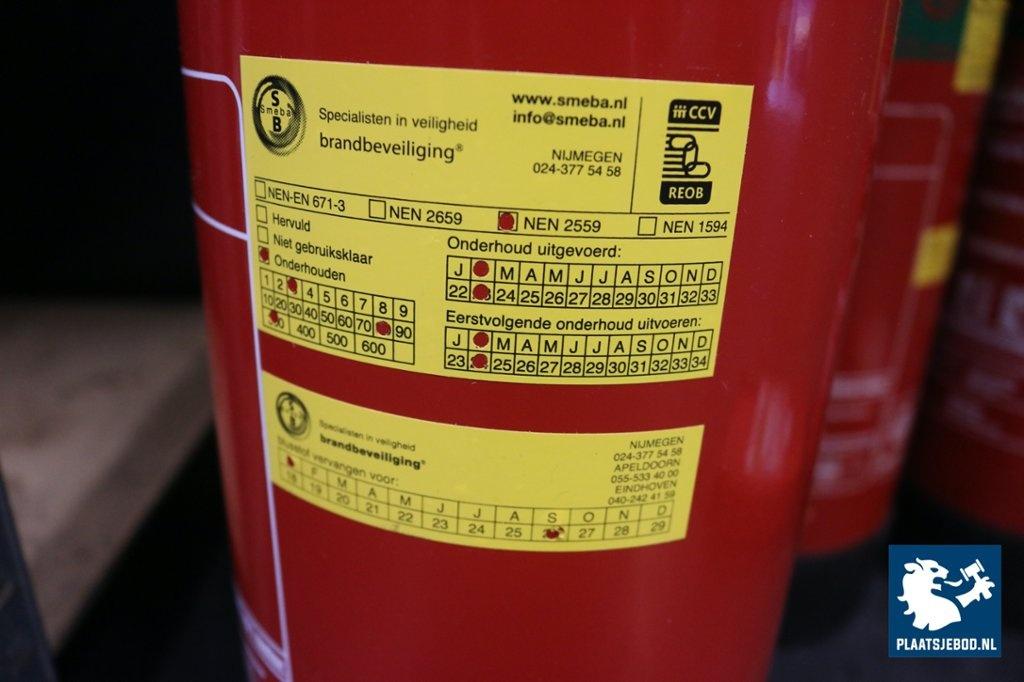 S
Smeba
B
Specialisten in veiligheid
brandbeveiliging®
www.smeba.nl
info@smeba.nl
NIJMEGEN
024-377 54 58
CCV
REOB
NEN-EN 671-3 NEN 2659 NEN 2559 NEN 1594
Hervuld
Niet gebruiksklaar
Onderhouden
1 2 4 5 6 7 8 9
10 20 30 40 50 60 70 90
400 500 600
Onderhoud uitgevoerd:
J M A M J J A S O N D
22 24 25 26 27 28 29 30 31 32 33
Eerstvolgende onderhoud uitvoeren:
J M A M J J A S O N D
23 25 26 27 28 29 30 31 32 33 34
Specialisten in veiligheid
brandbeveiliging®
NIJMEGEN
024-377 54 58
APELDOORN
055-533 40 00
EINDHOVEN
040-242 41 59
Blusstof vervangen voor:
F M A M J J A S O N D
18 19 20 21 22 23 24 25 27 28 29
PLAATSJEBOD.NL